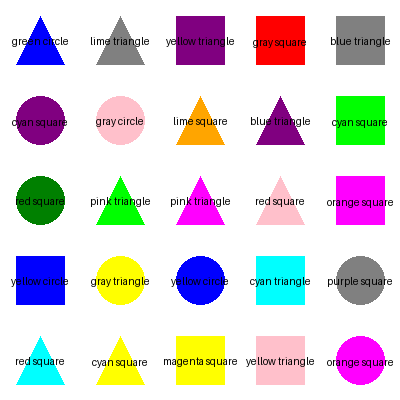 green circle
lime triangle
yellow triangle
gray square
blue triangle
cyan square
gray circle
lime square
blue triangle
cyan square
red square
pink triangle
pink triangle
red square
orange square
yellow circle
gray triangle
yellow circle
cyan triangle
purple square
red square
cyan square
magenta square
yellow triangle
orange square